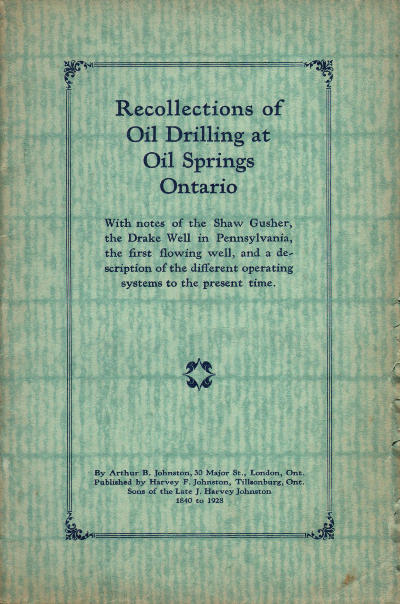 Recollections of
Oil Drilling at
Oil Springs
Ontario
With notes of the Shaw Gusher,
the Drake Well in Pennsylvania,
the first flowing well, and a de-
scription of the different operating
systems to the present time.
By Arthur B. Johnston, 30 Major St., London, Ont.
Published by Harvey F. Johnston, Tillsonburg, Ont.
Sons of the Late J. Harvey Johnston
1840 to 1928